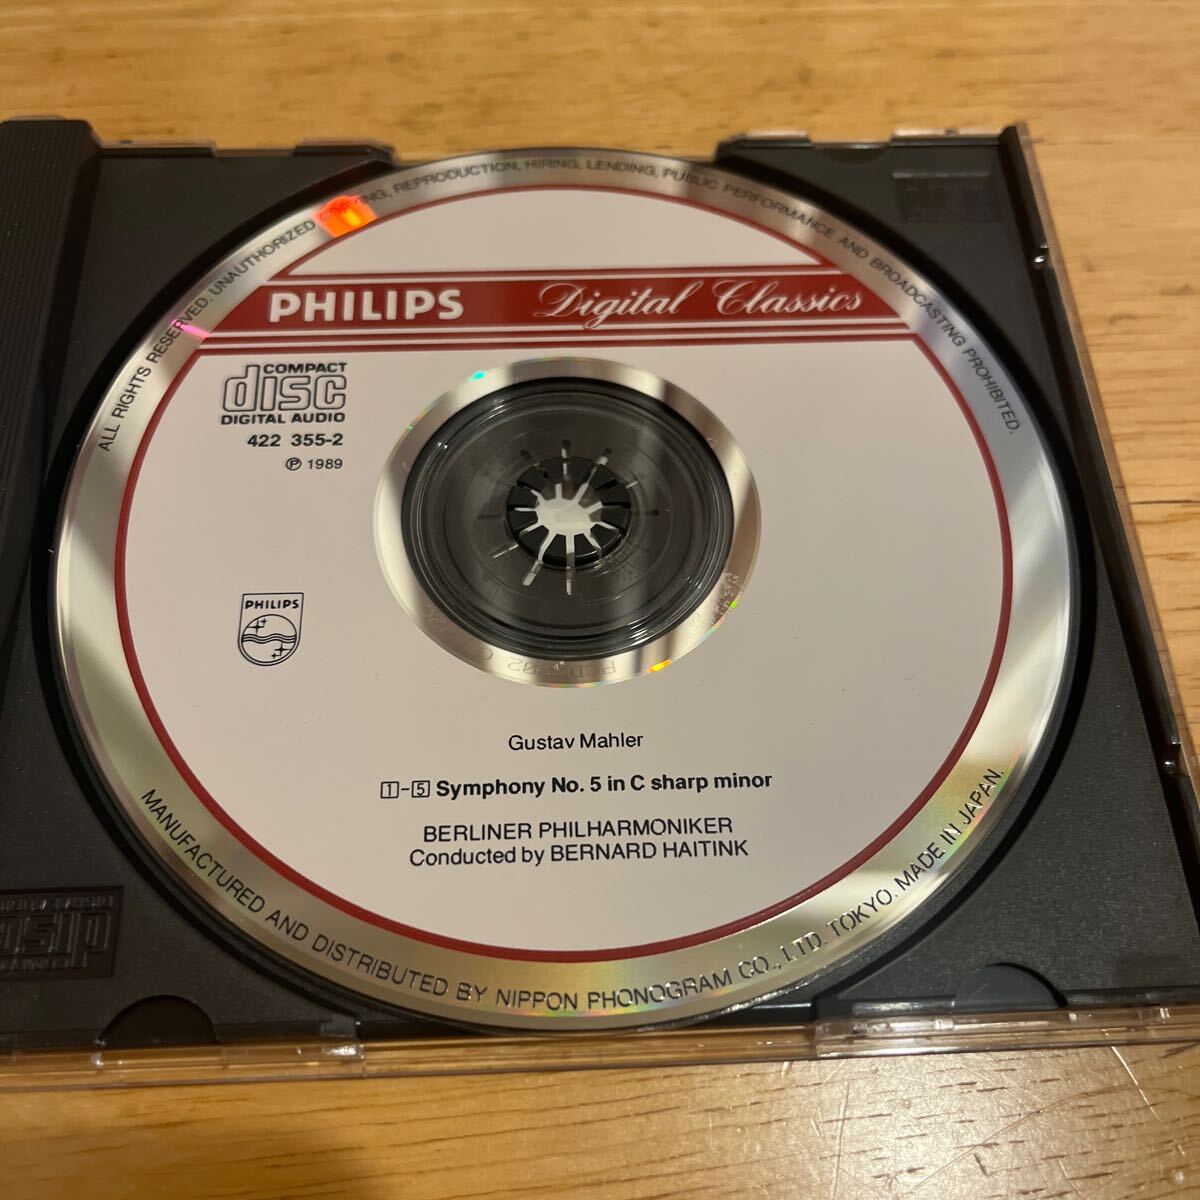 ALL RIGHTS RESERVED. UNAUTHORIZED REPRODUCTION, HIRING, LENDING, PUBLIC PERFORMANCE AND BROADCASTING PROHIBITED.
PHILIPS Digital Classics
COMPACT
disc
DIGITAL AUDIO
422 355-2
℗ 1989
PHILIPS
Gustav Mahler
1-5 Symphony No. 5 in C sharp minor
BERLINER PHILHARMONIKER
Conducted by BERNARD HAITINK
MANUFACTURED AND DISTRIBUTED BY NIPPON PHONOGRAM CO., LTD. TOKYO. MADE IN JAPAN.